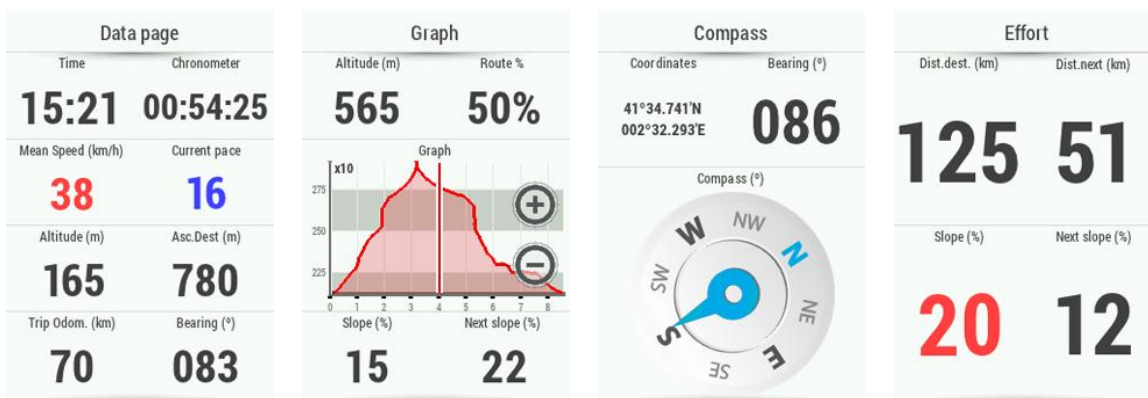 Data page
Time Chronometer
15:21 00:54:25
Mean Speed (km/h) Current pace
38 16
Altitude (m) Asc.Dest (m)
165 780
Trip Odom. (km) Bearing (º)
70 083
Graph
Altitude (m) Route %
565 50%
Graph
x10
275
250
225
0 1 2 3 4 5 6 7 8
Slope (%) Next slope (%)
15 22
Compass
Coordinates Bearing (º)
41°34.741'N
002°32.293'E
086
Compass (º)
W NW N
SW NE
S SE E
Effort
Dist.dest. (km) Dist.next (km)
125 51
Slope (%) Next slope (%)
20 12